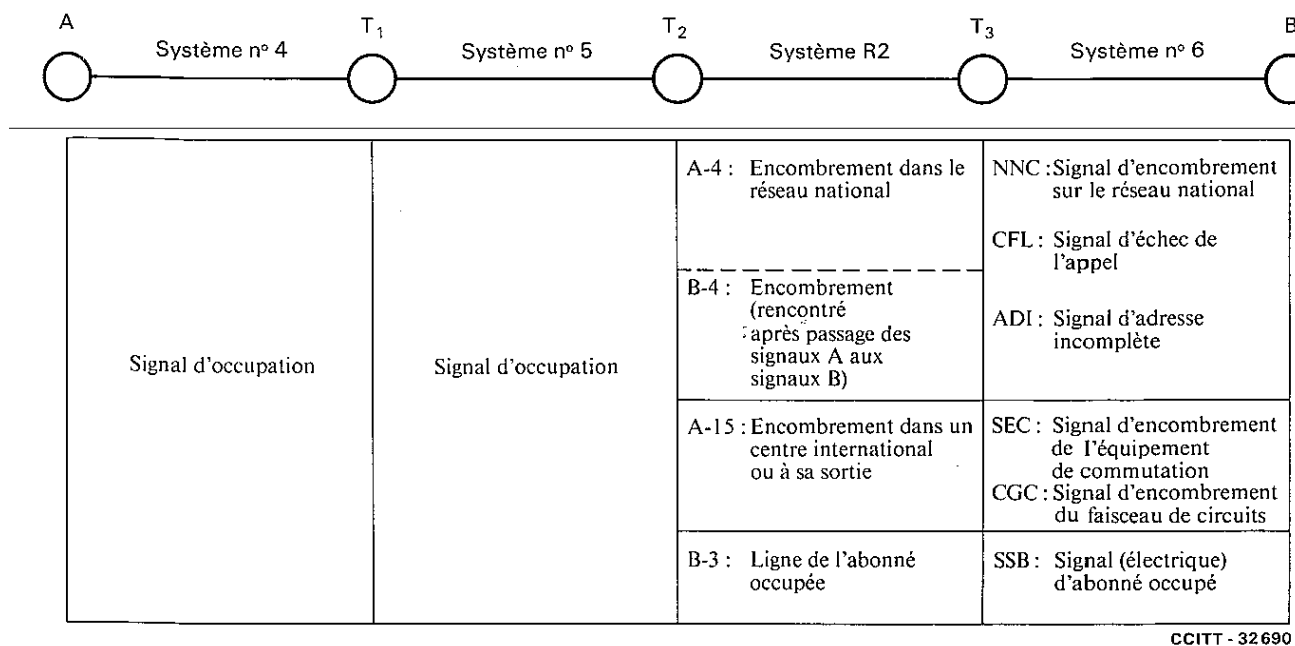 A T₁ T₂ T₃ B
Système nº 4 Système nº 5 Système R2 Système nº 6
Signal d'occupation
Signal d'occupation
A-4 : Encombrement dans le
réseau national
B-4 : Encombrement
(rencontré
après passage des
signaux A aux
signaux B)
A-15 : Encombrement dans un
centre international
ou à sa sortie
B-3 : Ligne de l'abonné
occupée
NNC : Signal d'encombrement
sur le réseau national
CFL : Signal d'échec de
l'appel
ADI : Signal d'adresse
incomplète
SEC : Signal d'encombrement
de l'équipement
de commutation
CGC : Signal d'encombrement
du faisceau de circuits
SSB : Signal (électrique)
d'abonné occupé
CCITT - 32690